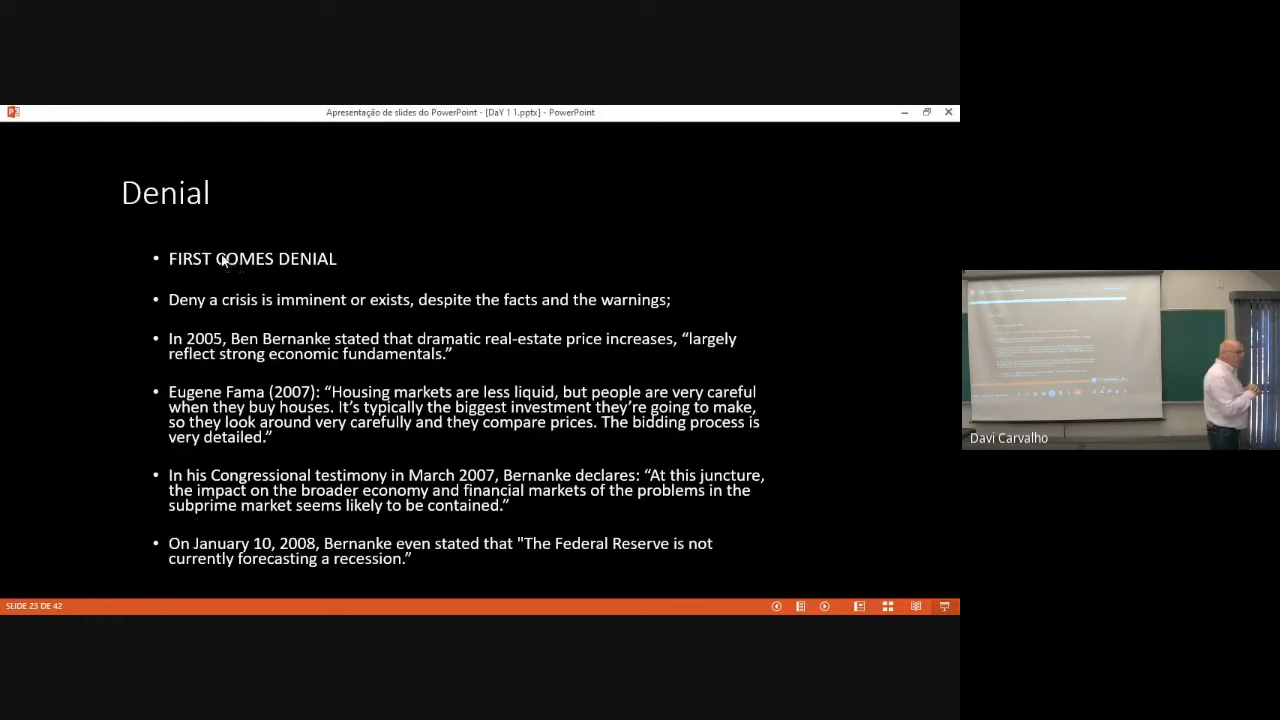 Apresentação de slides do PowerPoint - [DaY 1 1.pptx] - PowerPoint
Denial
• FIRST COMES DENIAL
• Deny a crisis is imminent or exists, despite the facts and the warnings;
• In 2005, Ben Bernanke stated that dramatic real-estate price increases, “largely
reflect strong economic fundamentals.”
• Eugene Fama (2007): “Housing markets are less liquid, but people are very careful
when they buy houses. It’s typically the biggest investment they’re going to make,
so they look around very carefully and they compare prices. The bidding process is
very detailed.”
• In his Congressional testimony in March 2007, Bernanke declares: “At this juncture,
the impact on the broader economy and financial markets of the problems in the
subprime market seems likely to be contained.”
• On January 10, 2008, Bernanke even stated that "The Federal Reserve is not
currently forecasting a recession.”
SLIDE 23 DE 42
Davi Carvalho